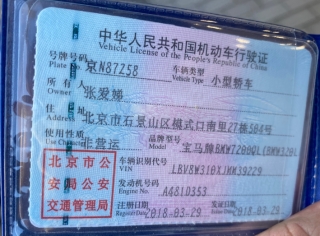 中华人民共和国机动车行驶证
Vehicle License of the People's Republic of China
号牌号码 京N87Z58 车辆类型 小型轿车
Plate No. Vehicle Type
所有人 张爱娣
Owner
住址 北京市石景山区模式口南里27栋5B4号
Address
使用性质 非营运 品牌型号 宝马牌BMW7200QL(BMW320L
Use Character
北京市公 车辆识别代号 LBV8W310XJMM39229
VIN
安局公安 发动机号码 A4810353
Engine No.
交通管理局 注册日期 2018-03-29 发证日期 2018-03-29
Register Date Issue Date